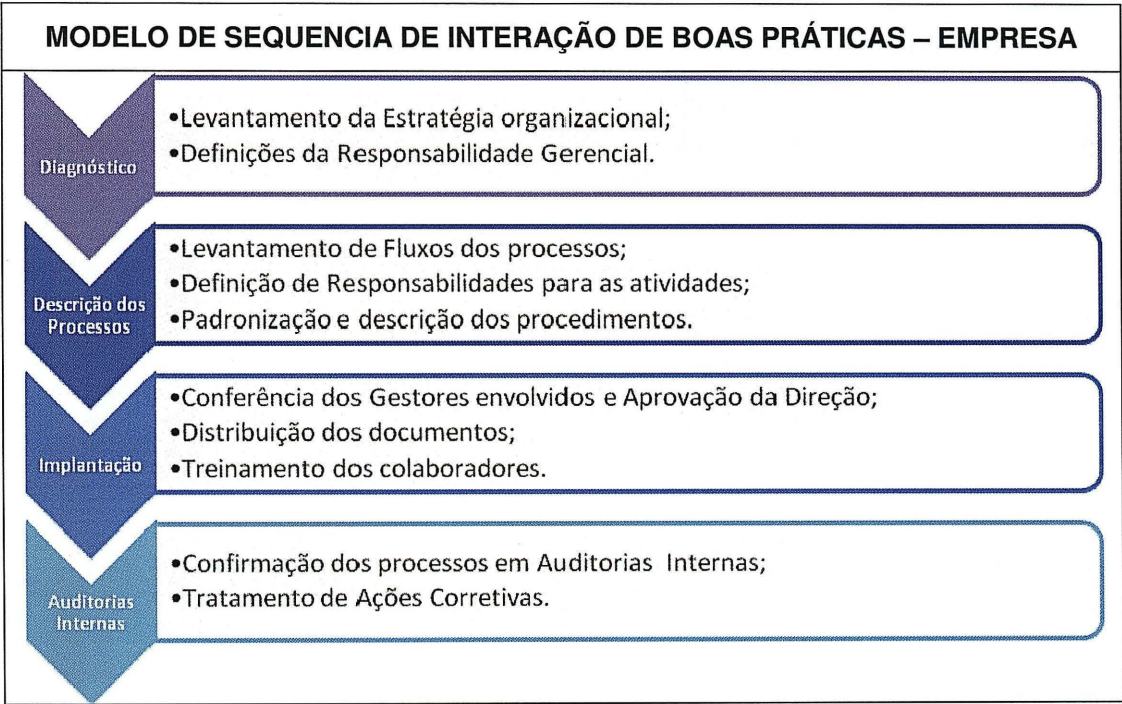 MODELO DE SEQUENCIA DE INTERAÇÃO DE BOAS PRÁTICAS – EMPRESA
Diagnóstico
•Levantamento da Estratégia organizacional;
•Definições da Responsabilidade Gerencial.
Descrição dos
Processos
•Levantamento de Fluxos dos processos;
•Definição de Responsabilidades para as atividades;
•Padronização e descrição dos procedimentos.
Implantação
•Conferência dos Gestores envolvidos e Aprovação da Direção;
•Distribuição dos documentos;
•Treinamento dos colaboradores.
Auditorias
Internas
•Confirmação dos processos em Auditorias Internas;
•Tratamento de Ações Corretivas.